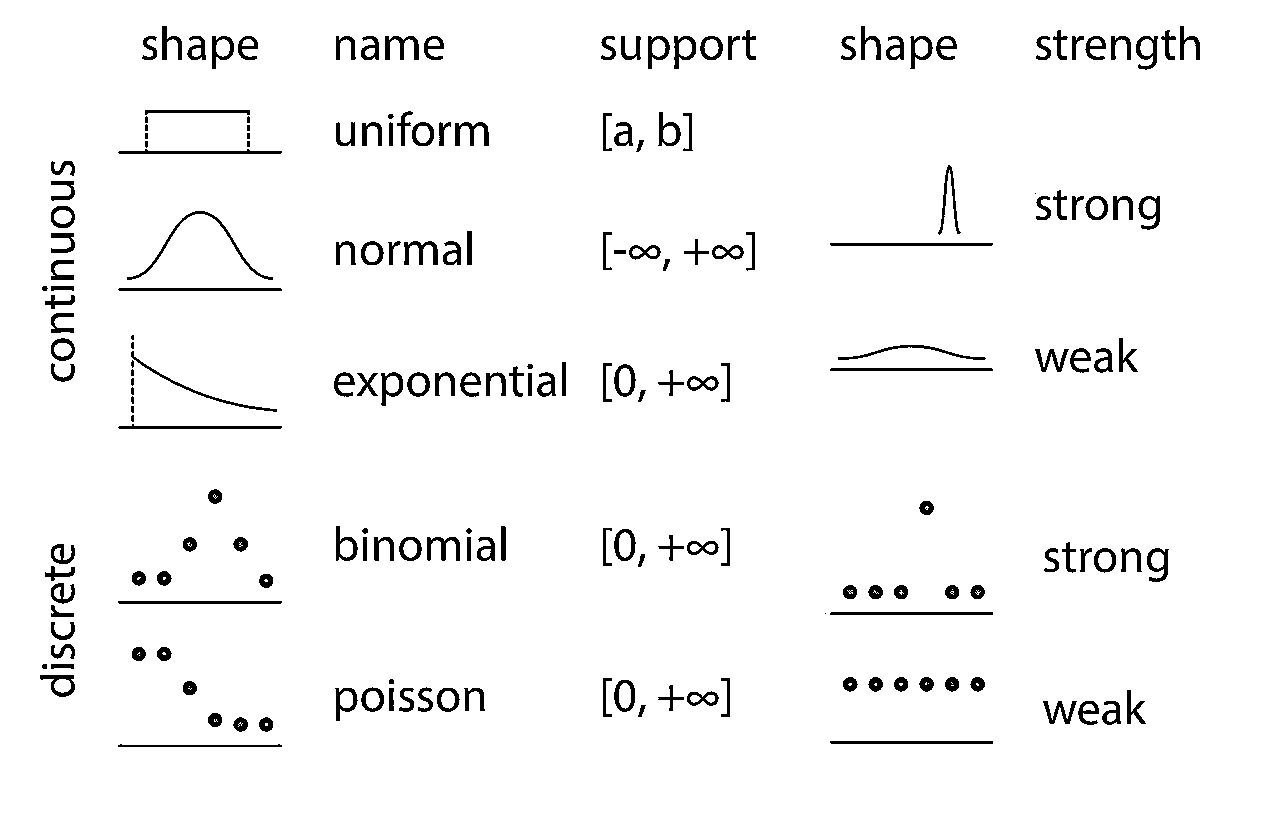 shape name support shape strength
continuous
uniform [a, b]
strong
normal [-∞, +∞]
weak
exponential [0, +∞]
discrete
binomial [0, +∞]
strong
poisson [0, +∞]
weak